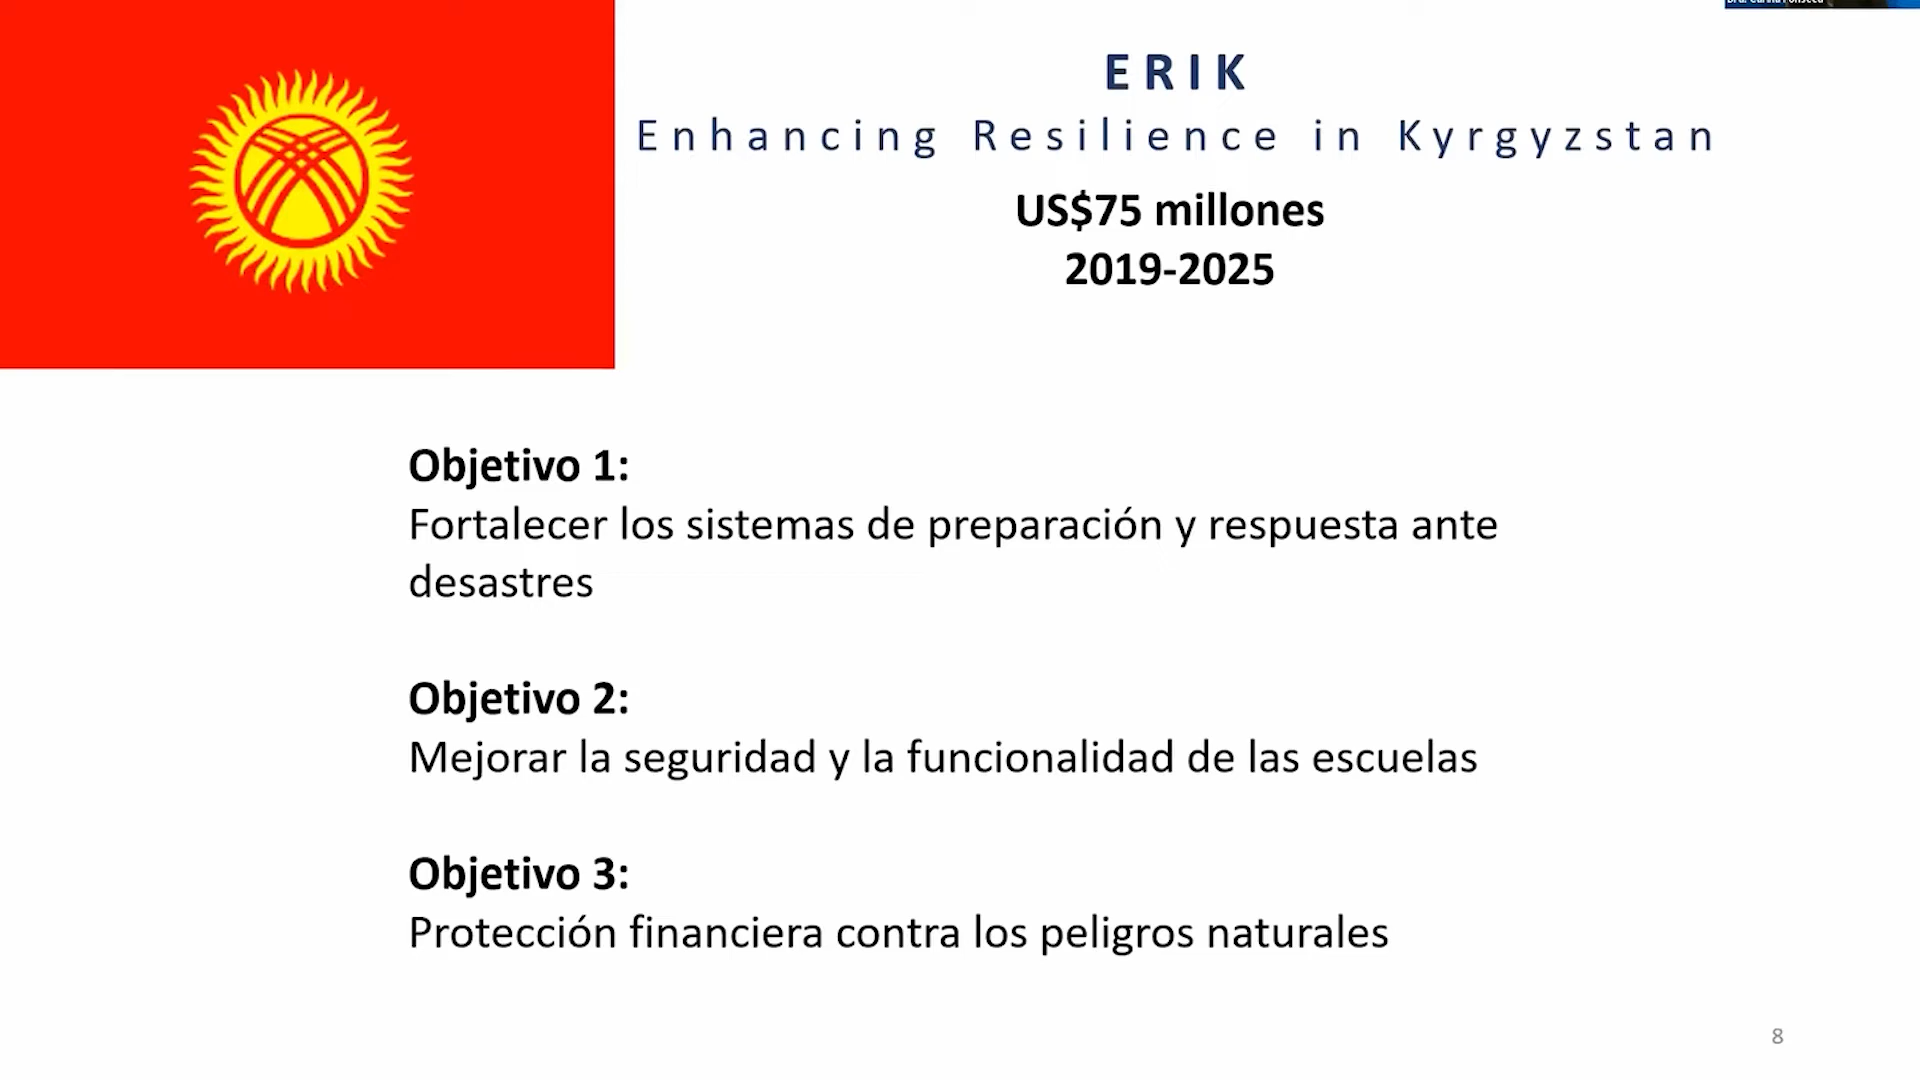 ERIK
Enhancing Resilience in Kyrgyzstan
US$75 millones
2019-2025
Objetivo 1:
Fortalecer los sistemas de preparación y respuesta ante
desastres
Objetivo 2:
Mejorar la seguridad y la funcionalidad de las escuelas
Objetivo 3:
Protección financiera contra los peligros naturales
8